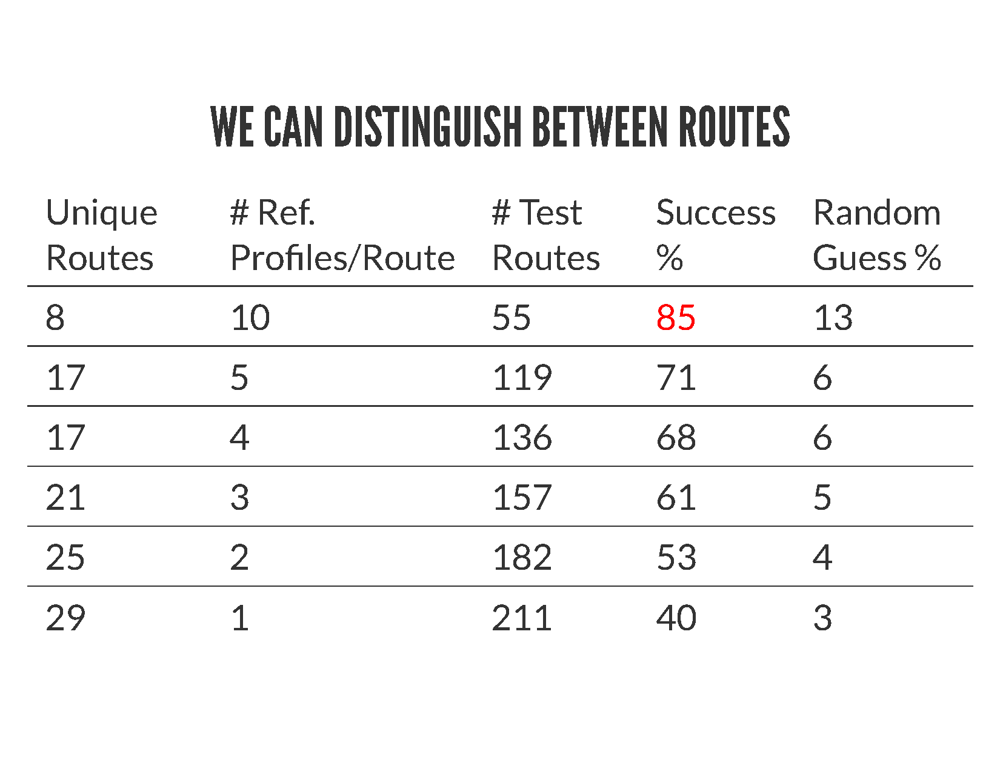 WE CAN DISTINGUISH BETWEEN ROUTES
Unique Routes # Ref. Profiles/Route # Test Routes Success % Random Guess %
8 10 55 85 13
17 5 119 71 6
17 4 136 68 6
21 3 157 61 5
25 2 182 53 4
29 1 211 40 3